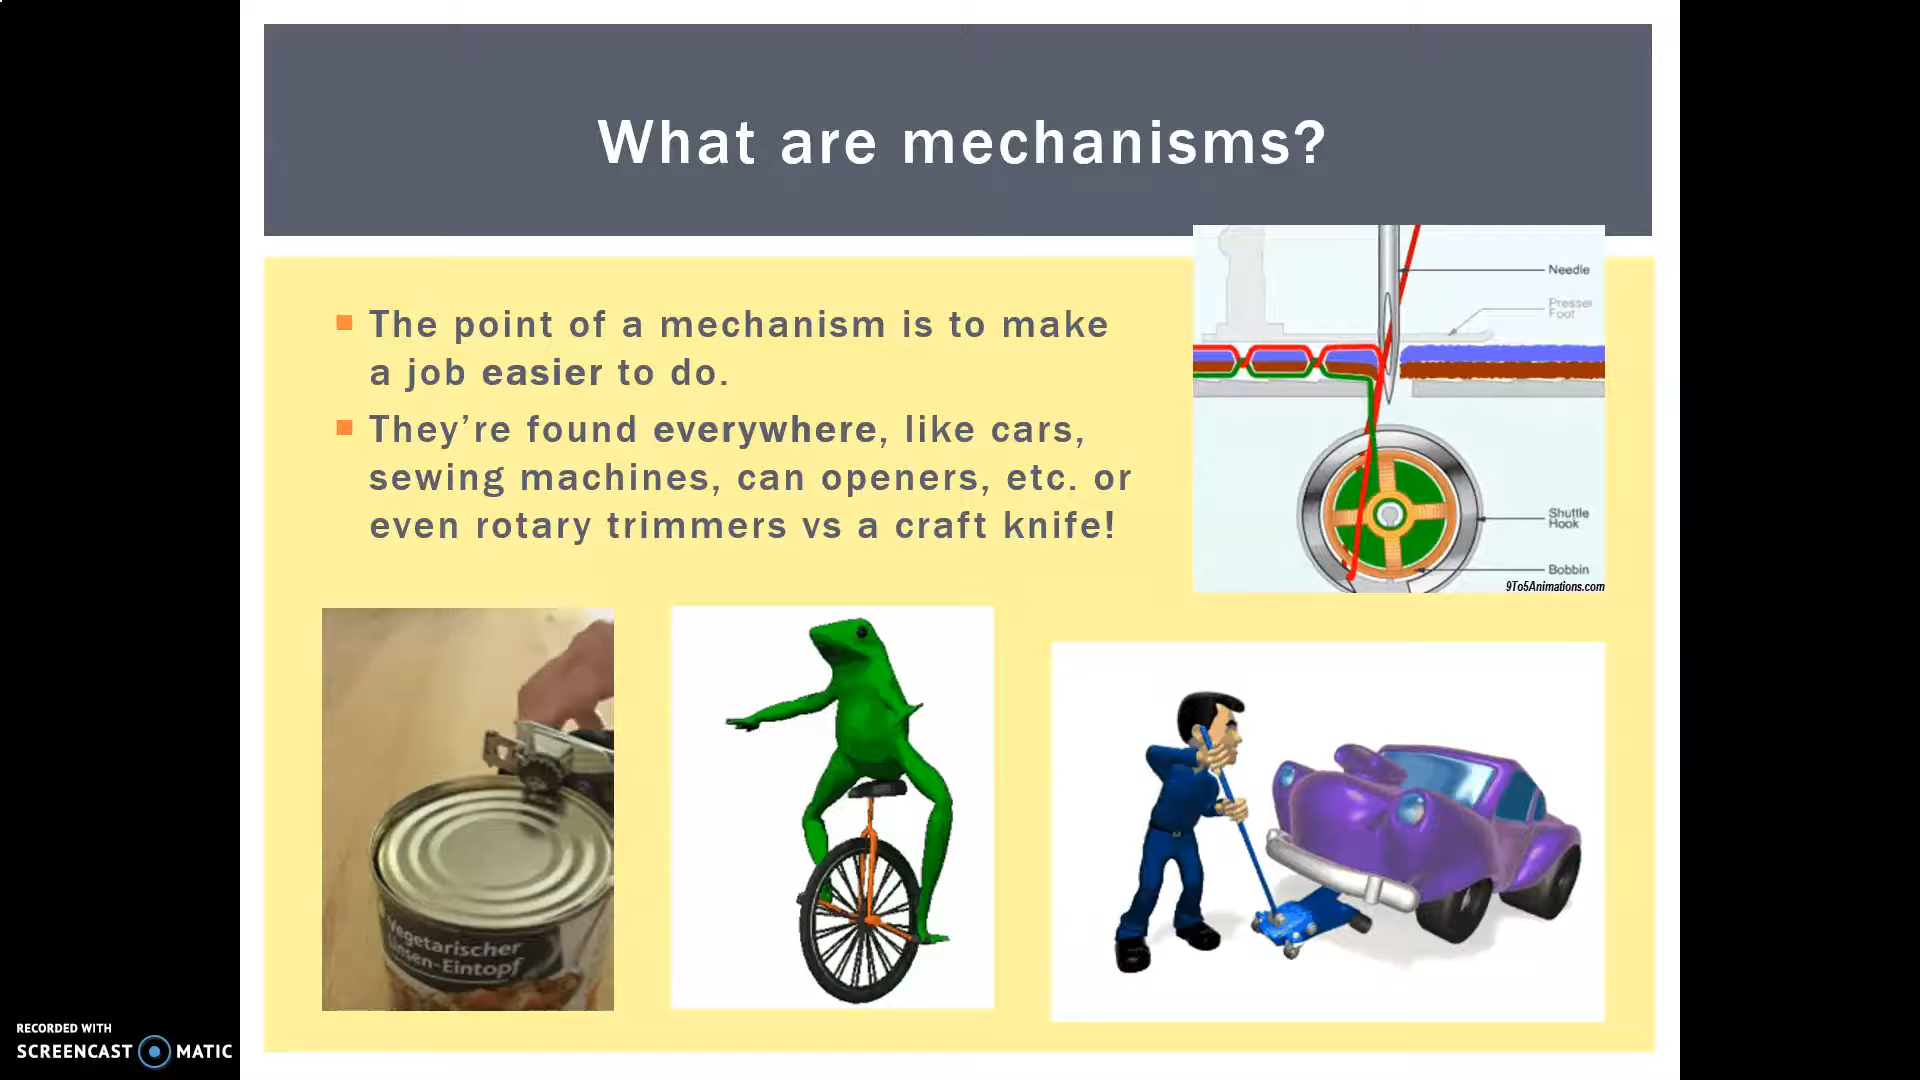 What are mechanisms?
The point of a mechanism is to make
a job easier to do.
They're found everywhere, like cars,
sewing machines, can openers, etc. or
even rotary trimmers vs a craft knife!
Needle
Presser
Foot
Shuttle
Hook
Bobbin
9To5Animations.com
Vegetarischer
Linsen-Eintopf
RECORDED WITH
SCREENCAST MATIC